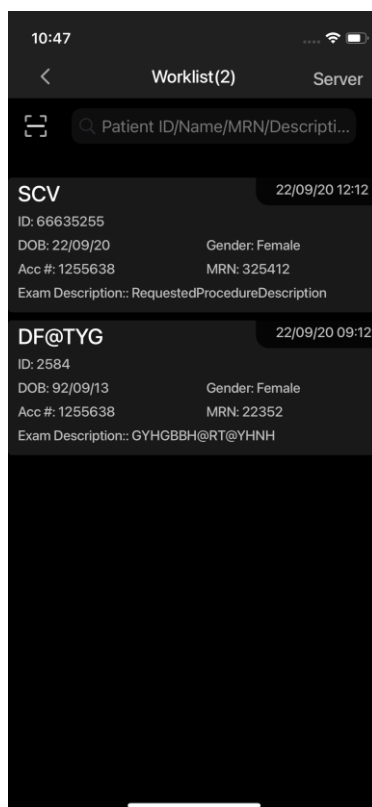 10:47
Worklist(2) Server
Patient ID/Name/MRN/Descripti...
SCV 22/09/20 12:12
ID: 66635255
DOB: 22/09/20 Gender: Female
Acc #: 1255638 MRN: 325412
Exam Description:: RequestedProcedureDescription
DF@TYG 22/09/20 09:12
ID: 2584
DOB: 92/09/13 Gender: Female
Acc #: 1255638 MRN: 22352
Exam Description:: GYHGBBH@RT@YHNH